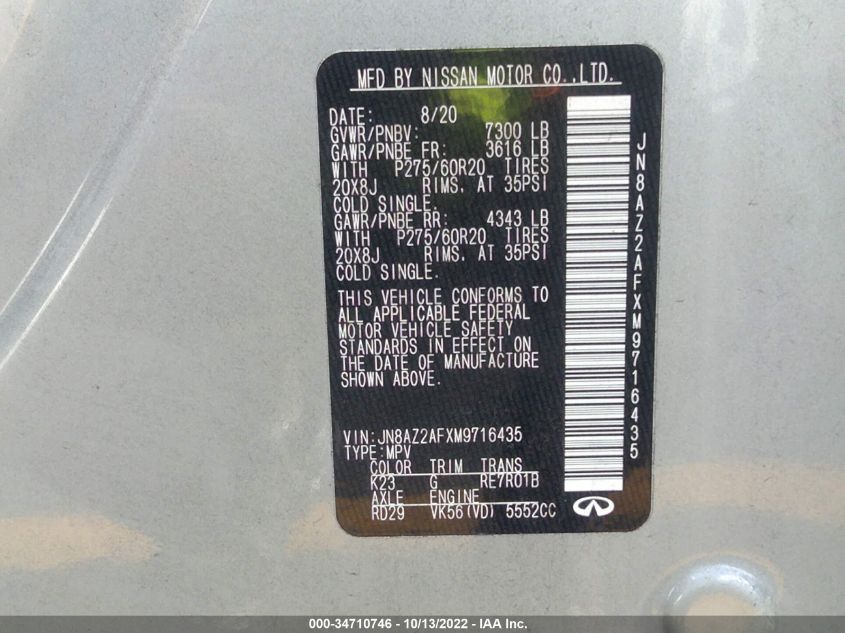 MFD BY NISSAN MOTOR CO.,LTD.
DATE: 8/20
GVWR/PNBV: 7300 LB
GAWR/PNBE FR: 3616 LB
WITH P275/60R20 TIRES
20X8J RIMS, AT 35PSI
COLD SINGLE.
GAWR/PNBE RR: 4343 LB
WITH P275/60R20 TIRES
20X8J RIMS, AT 35PSI
COLD SINGLE.
THIS VEHICLE CONFORMS TO
ALL APPLICABLE FEDERAL
MOTOR VEHICLE SAFETY
STANDARDS IN EFFECT ON
THE DATE OF MANUFACTURE
SHOWN ABOVE.
VIN:JN8AZ2AFXM9716435
TYPE:MPV
COLOR TRIM TRANS
K23 G RE7R01B
AXLE ENGINE
RD29 VK56(VD) 5552CC
JN8AZ2AFXM9716435
000-34710746 - 10/13/2022 - IAA Inc.